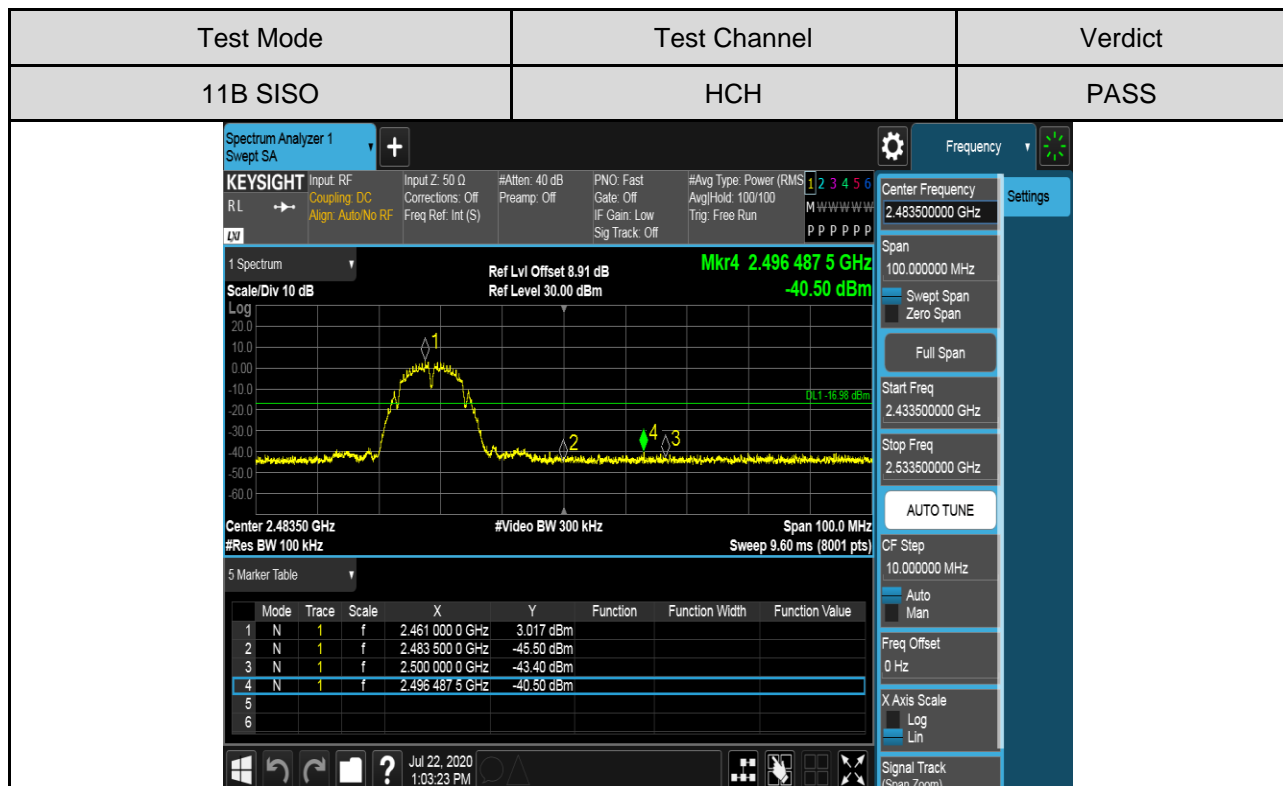 Test Mode Test Channel Verdict
11B SISO HCH PASS
Spectrum Analyzer 1
Swept SA
+
Frequency
KEYSIGHT Input: RF Input Z: 50 Ω #Atten: 40 dB PNO: Fast #Avg Type: Power (RMS 1 2 3 4 5 6
RL Coupling: DC Corrections: Off Preamp: Off Gate: Off Avg|Hold: 100/100 M W W W W W
Align: Auto/No RF Freq Ref: Int (S) IF Gain: Low Trig: Free Run
LXI Sig Track: Off P P P P P P
1 Spectrum
Ref Lvl Offset 8.91 dB Mkr4 2.496 487 5 GHz
Scale/Div 10 dB Ref Level 30.00 dBm -40.50 dBm
Log
20.0
10.0
0.00
-10.0
-20.0
-30.0
-40.0
-50.0
-60.0
1
DL1 -16.98 dBm
2 4 3
Center 2.48350 GHz #Video BW 300 kHz Span 100.0 MHz
#Res BW 100 kHz Sweep 9.60 ms (8001 pts)
5 Marker Table
Mode Trace Scale X Y Function Function Width Function Value
1 N 1 f 2.461 000 0 GHz 3.017 dBm
2 N 1 f 2.483 500 0 GHz -45.50 dBm
3 N 1 f 2.500 000 0 GHz -43.40 dBm
4 N 1 f 2.496 487 5 GHz -40.50 dBm
5
6
?
Jul 22, 2020
1:03:23 PM
Center Frequency
2.483500000 GHz
Settings
Span
100.000000 MHz
Swept Span
Zero Span
Full Span
Start Freq
2.433500000 GHz
Stop Freq
2.533500000 GHz
AUTO TUNE
CF Step
10.000000 MHz
Auto
Man
Freq Offset
0 Hz
X Axis Scale
Log
Lin
Signal Track
(Span Zoom)